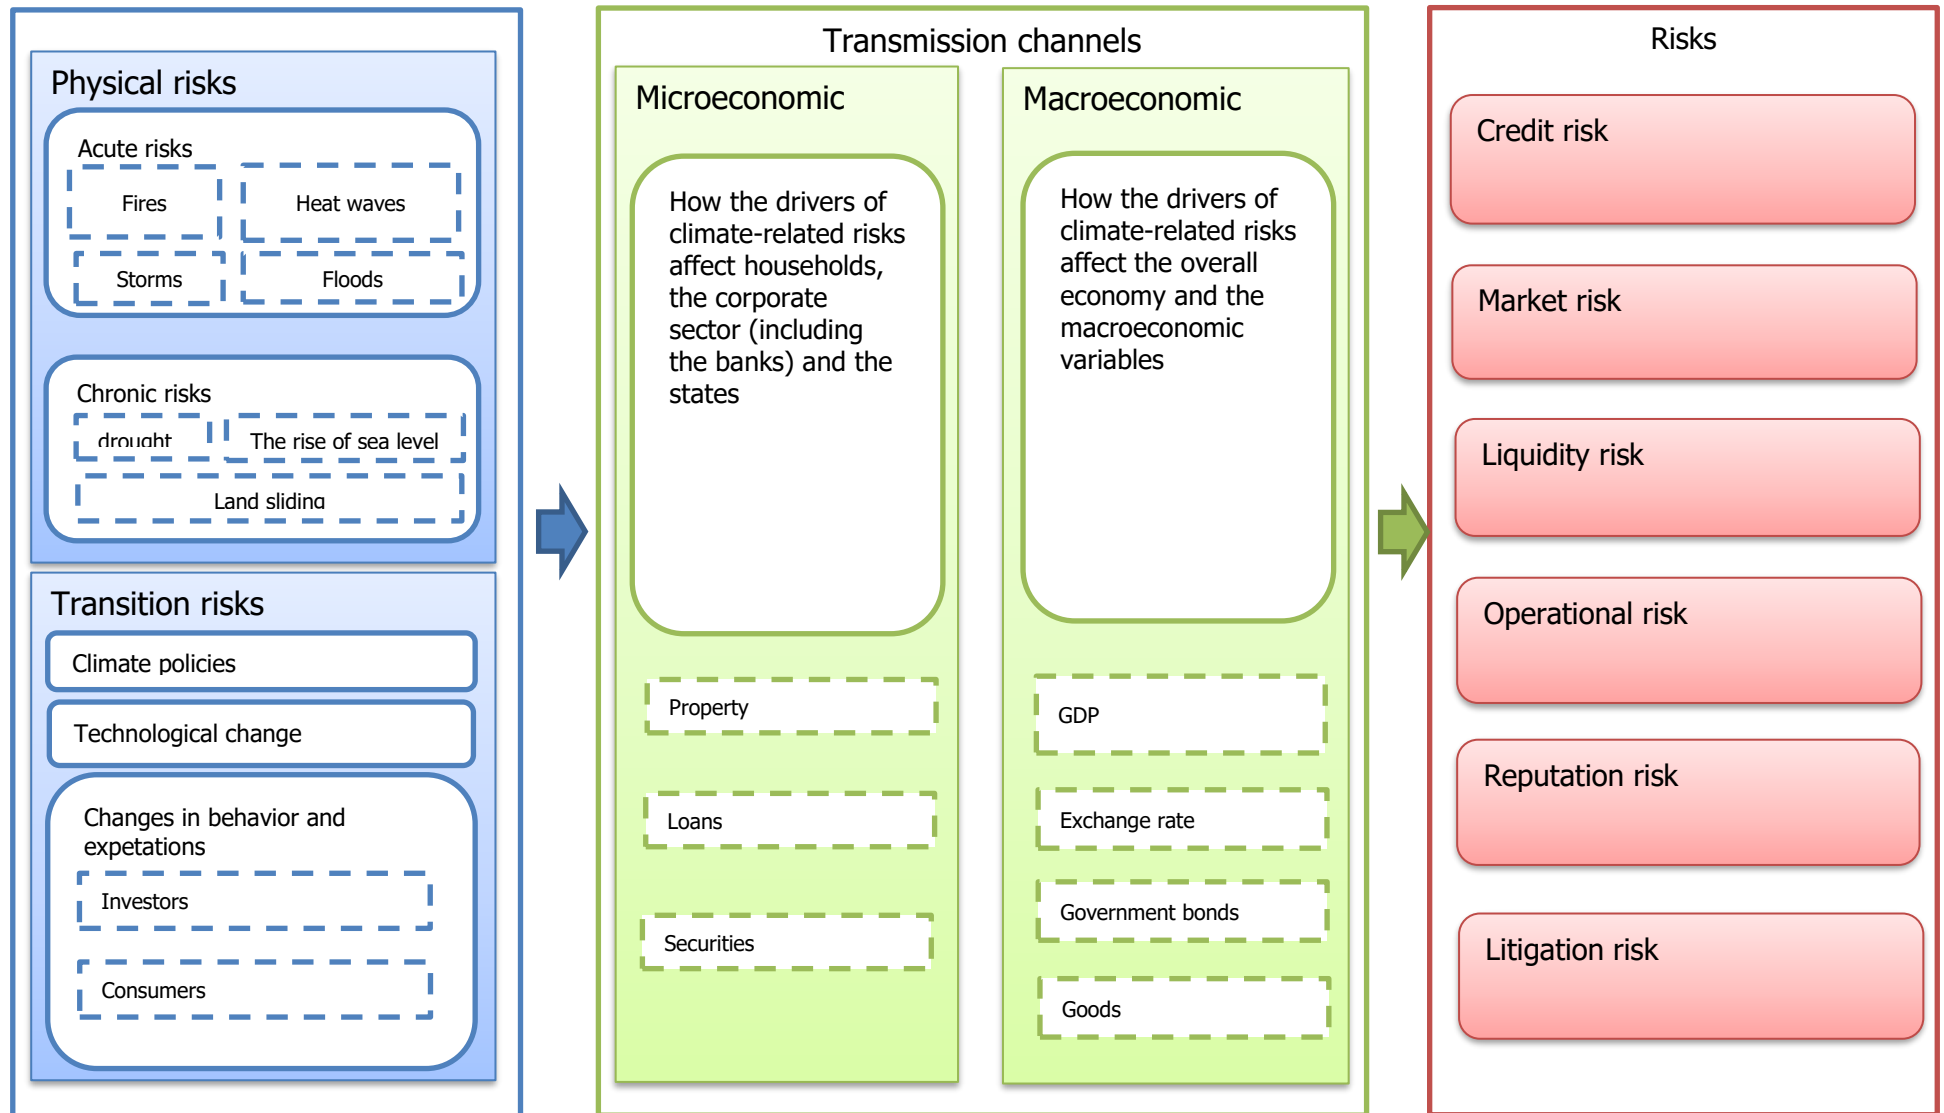 Physical risks
Acute risks
Fires
Heat waves
Storms
Floods
Chronic risks
drought
The rise of sea level
Land sliding
Transition risks
Climate policies
Technological change
Changes in behavior and
expetations
Investors
Consumers
Transmission channels
Microeconomic
How the drivers of
climate-related risks
affect households,
the corporate
sector (including
the banks) and the
states
Property
Loans
Securities
Macroeconomic
How the drivers of
climate-related risks
affect the overall
economy and the
macroeconomic
variables
GDP
Exchange rate
Government bonds
Goods
Risks
Credit risk
Market risk
Liquidity risk
Operational risk
Reputation risk
Litigation risk